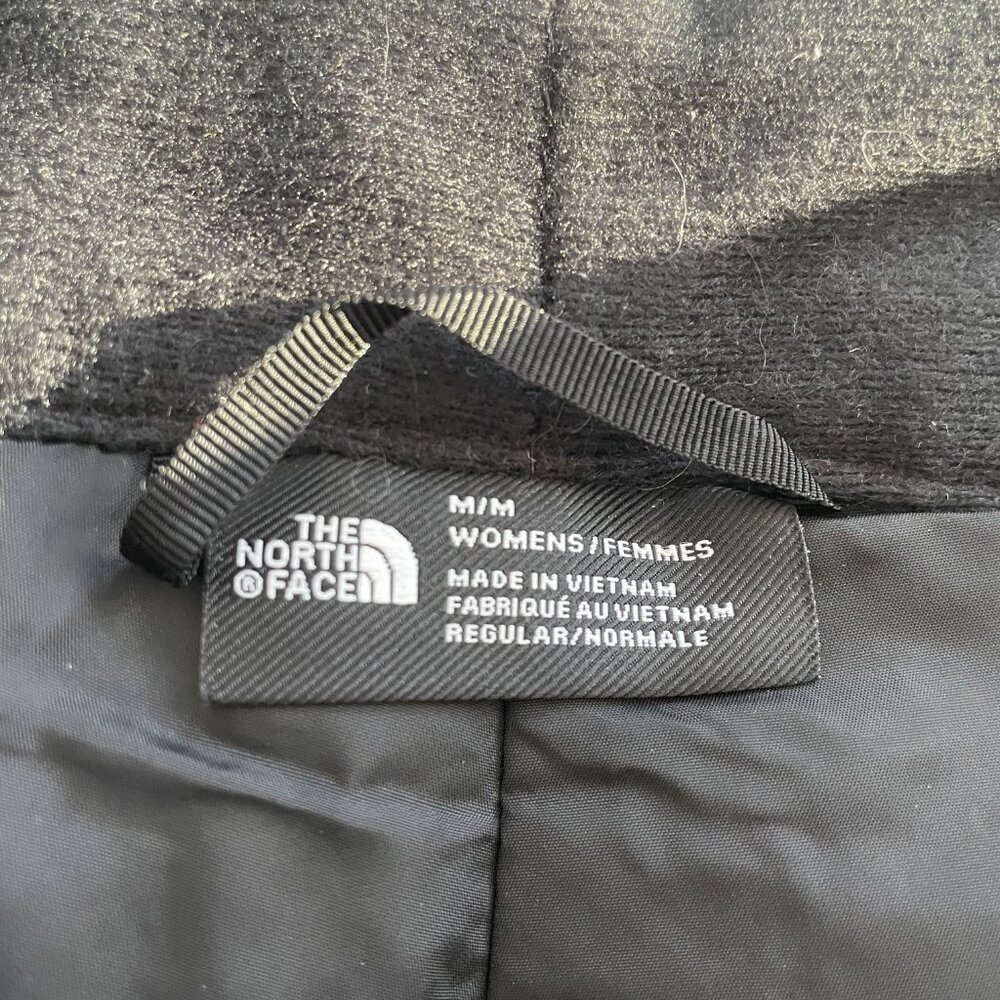 THE
NORTH
® FACE
M/M
WOMENS/FEMMES
MADE IN VIETNAM
FABRIQUÉ AU VIETNAM
REGULAR/NORMALE